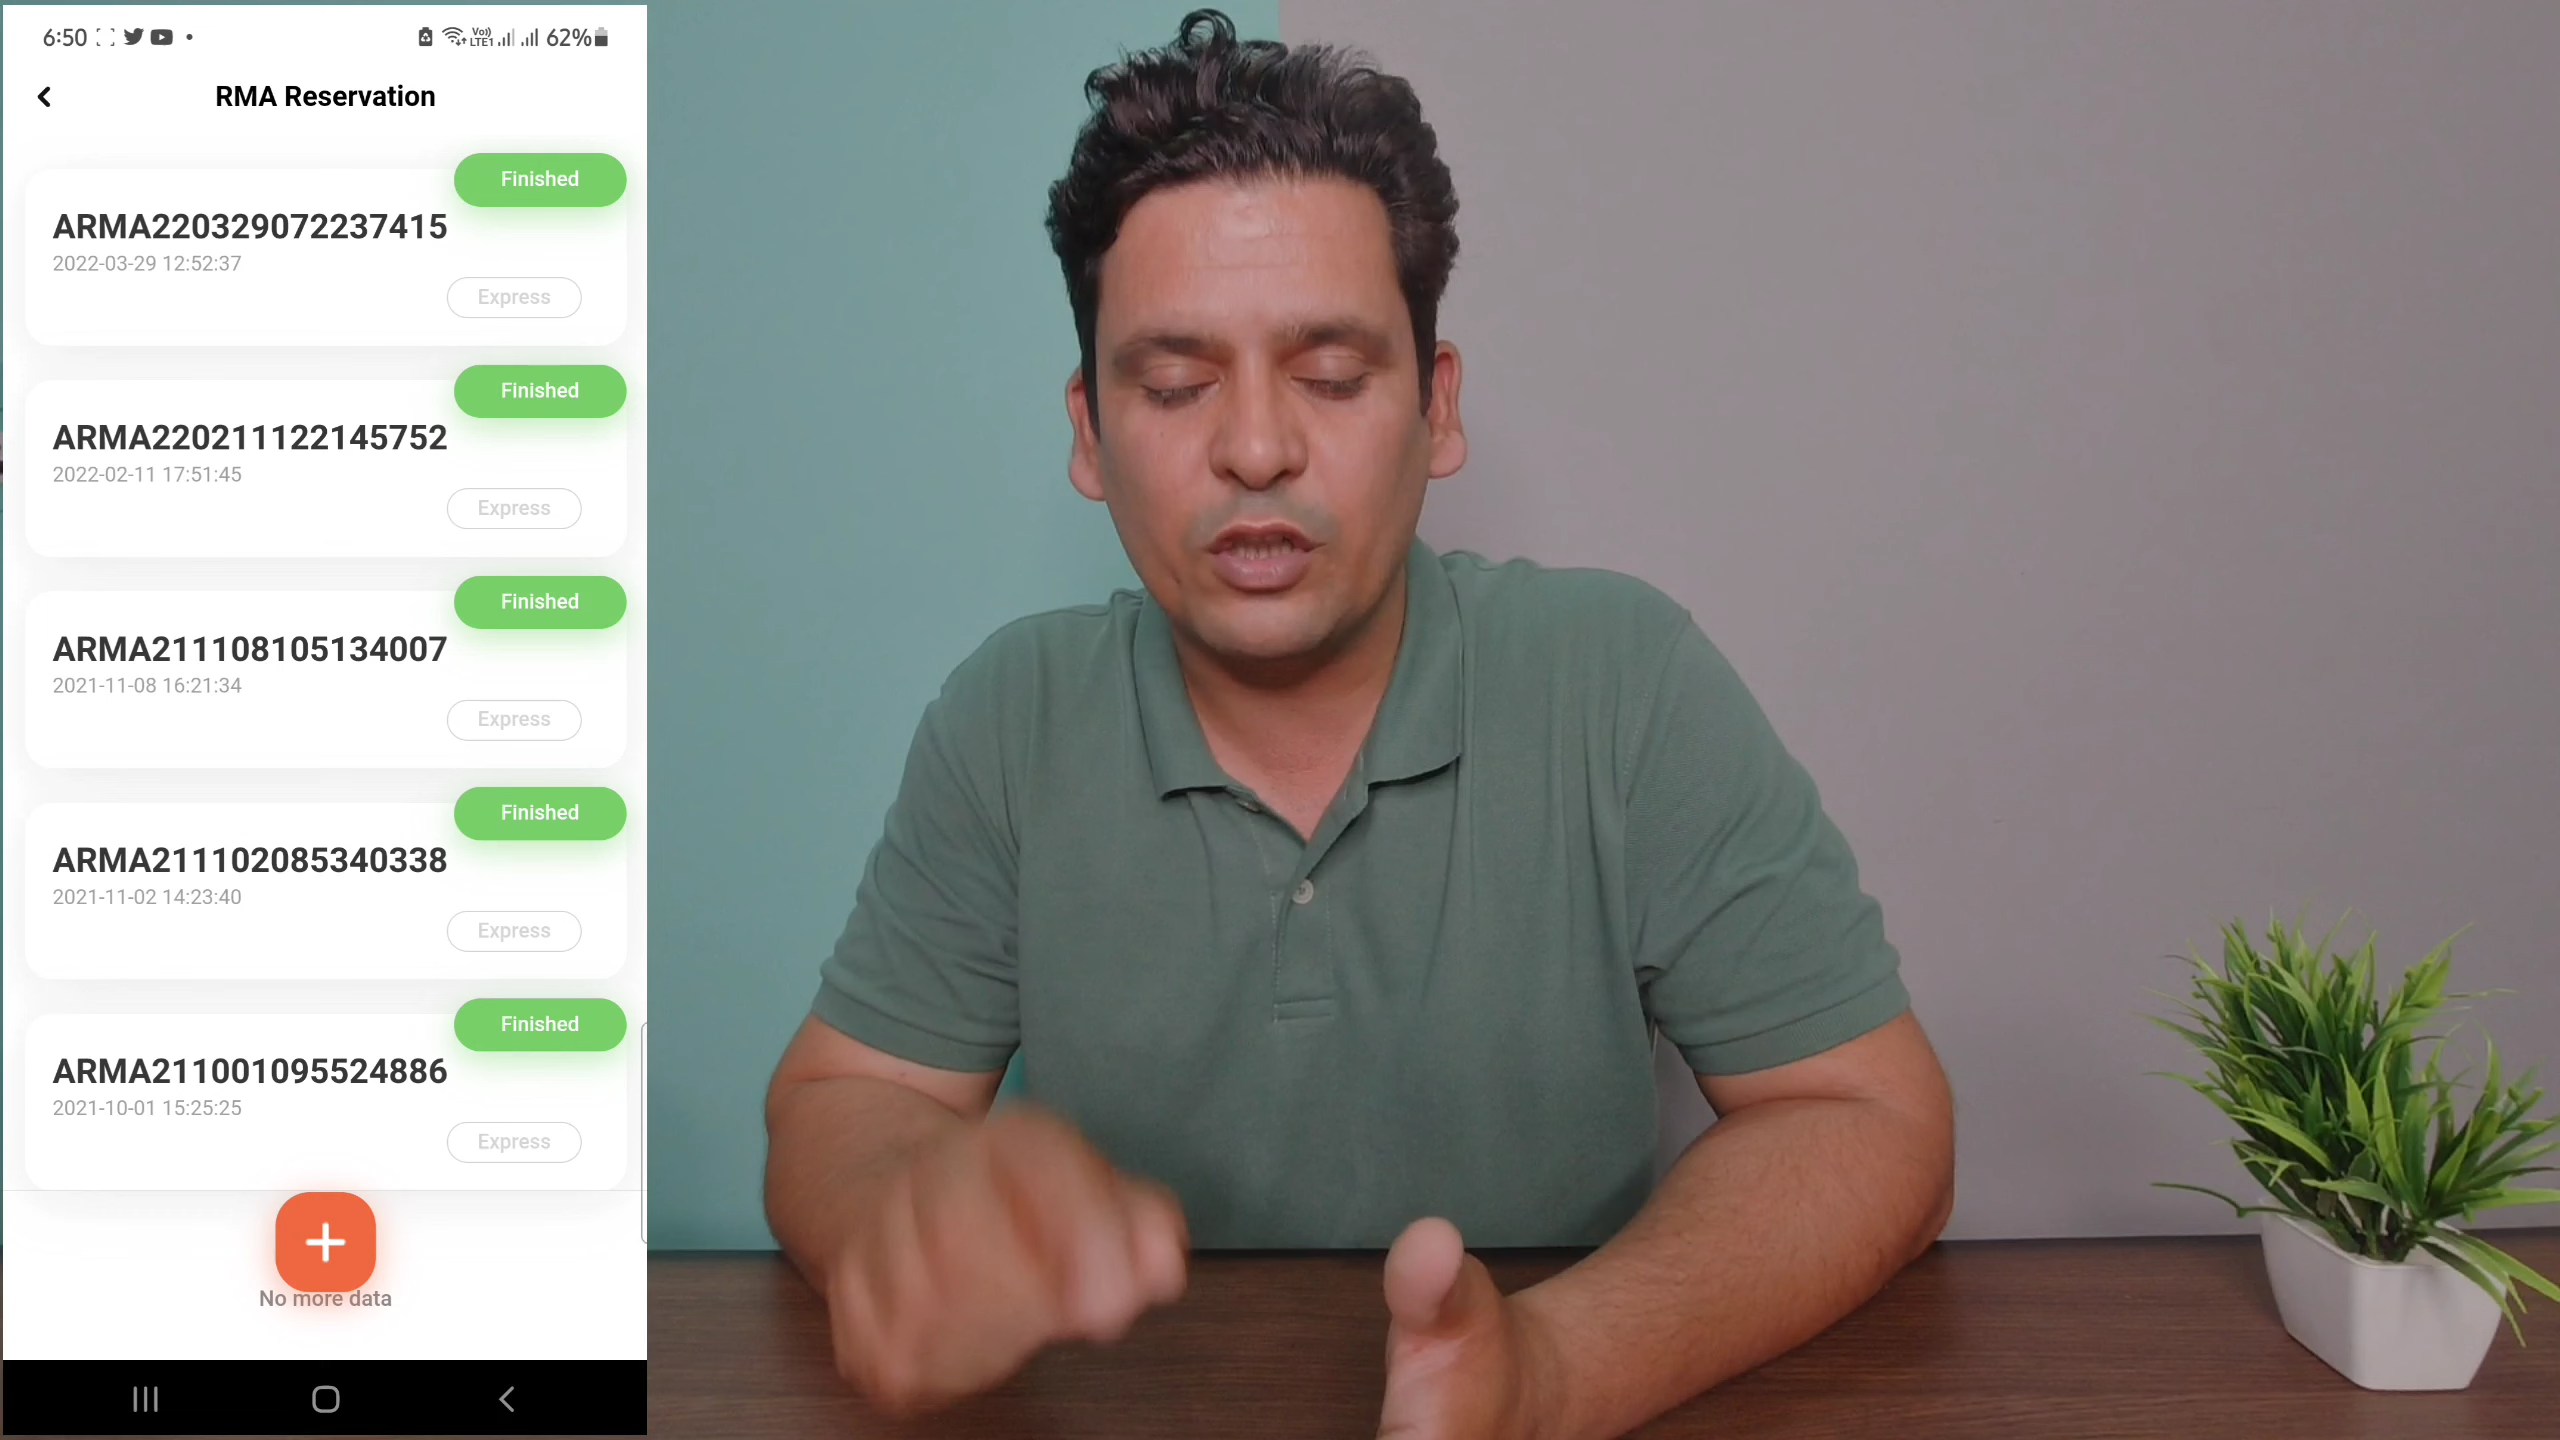 6:50
Vo))
LTE1
62%
RMA Reservation
Finished
ARMA220329072237415
2022-03-29 12:52:37
Express
Finished
ARMA220211122145752
2022-02-11 17:51:45
Express
Finished
ARMA211108105134007
2021-11-08 16:21:34
Express
Finished
ARMA211102085340338
2021-11-02 14:23:40
Express
Finished
ARMA211001095524886
2021-10-01 15:25:25
Express
No more data